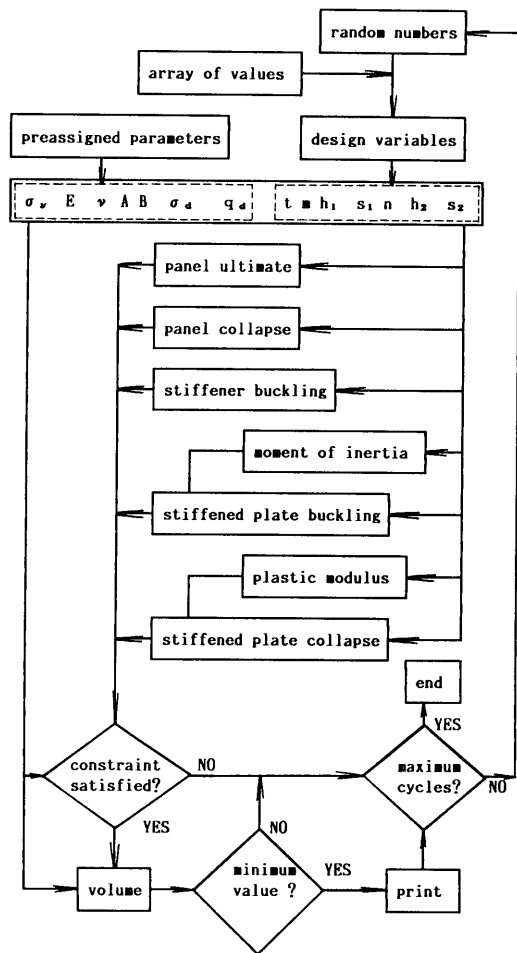 random numbers
array of values
preassigned parameters
design variables
σᵧ E ν A B σd qd
t m h₁ s₁ n h₂ s₂
panel ultimate
panel collapse
stiffener buckling
moment of inertia
stiffened plate buckling
plastic modulus
stiffened plate collapse
end
YES
constraint
satisfied?
NO
maximum
cycles?
NO
YES
NO
volume
minimum
value ?
YES
print